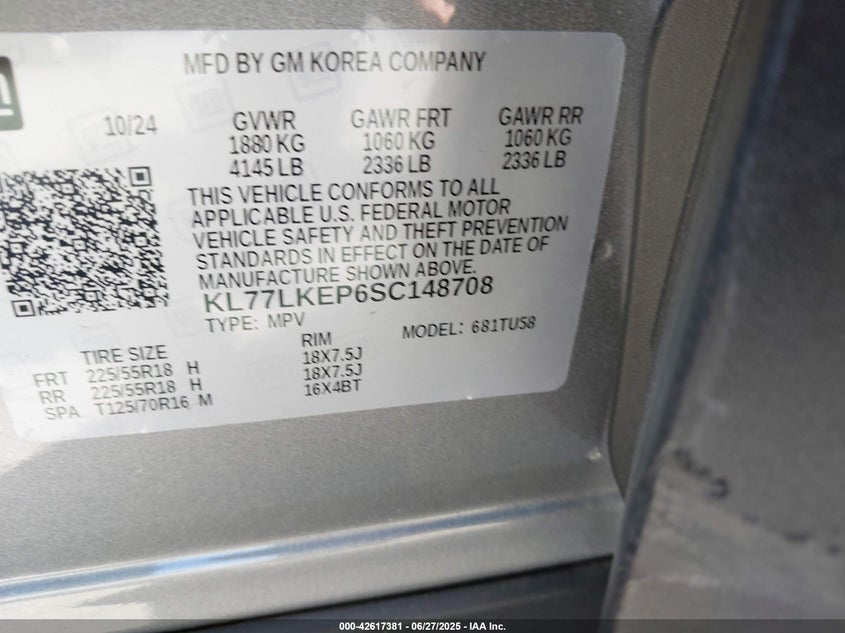 MFD BY GM KOREA COMPANY
10/24 GVWR GAWR FRT GAWR RR
1880 KG 1060 KG 1060 KG
4145 LB 2336 LB 2336 LB
THIS VEHICLE CONFORMS TO ALL
APPLICABLE U.S. FEDERAL MOTOR
VEHICLE SAFETY AND THEFT PREVENTION
STANDARDS IN EFFECT ON THE DATE OF
MANUFACTURE SHOWN ABOVE.
KL77LKEP6SC148708
TYPE: MPV MODEL: 681TU58
TIRE SIZE RIM
FRT 225/55R18 H 18X7.5J
RR 225/55R18 H 18X7.5J
SPA T125/70R16 M 16X4BT
000-42617381 - 06/27/2025 - IAA Inc.